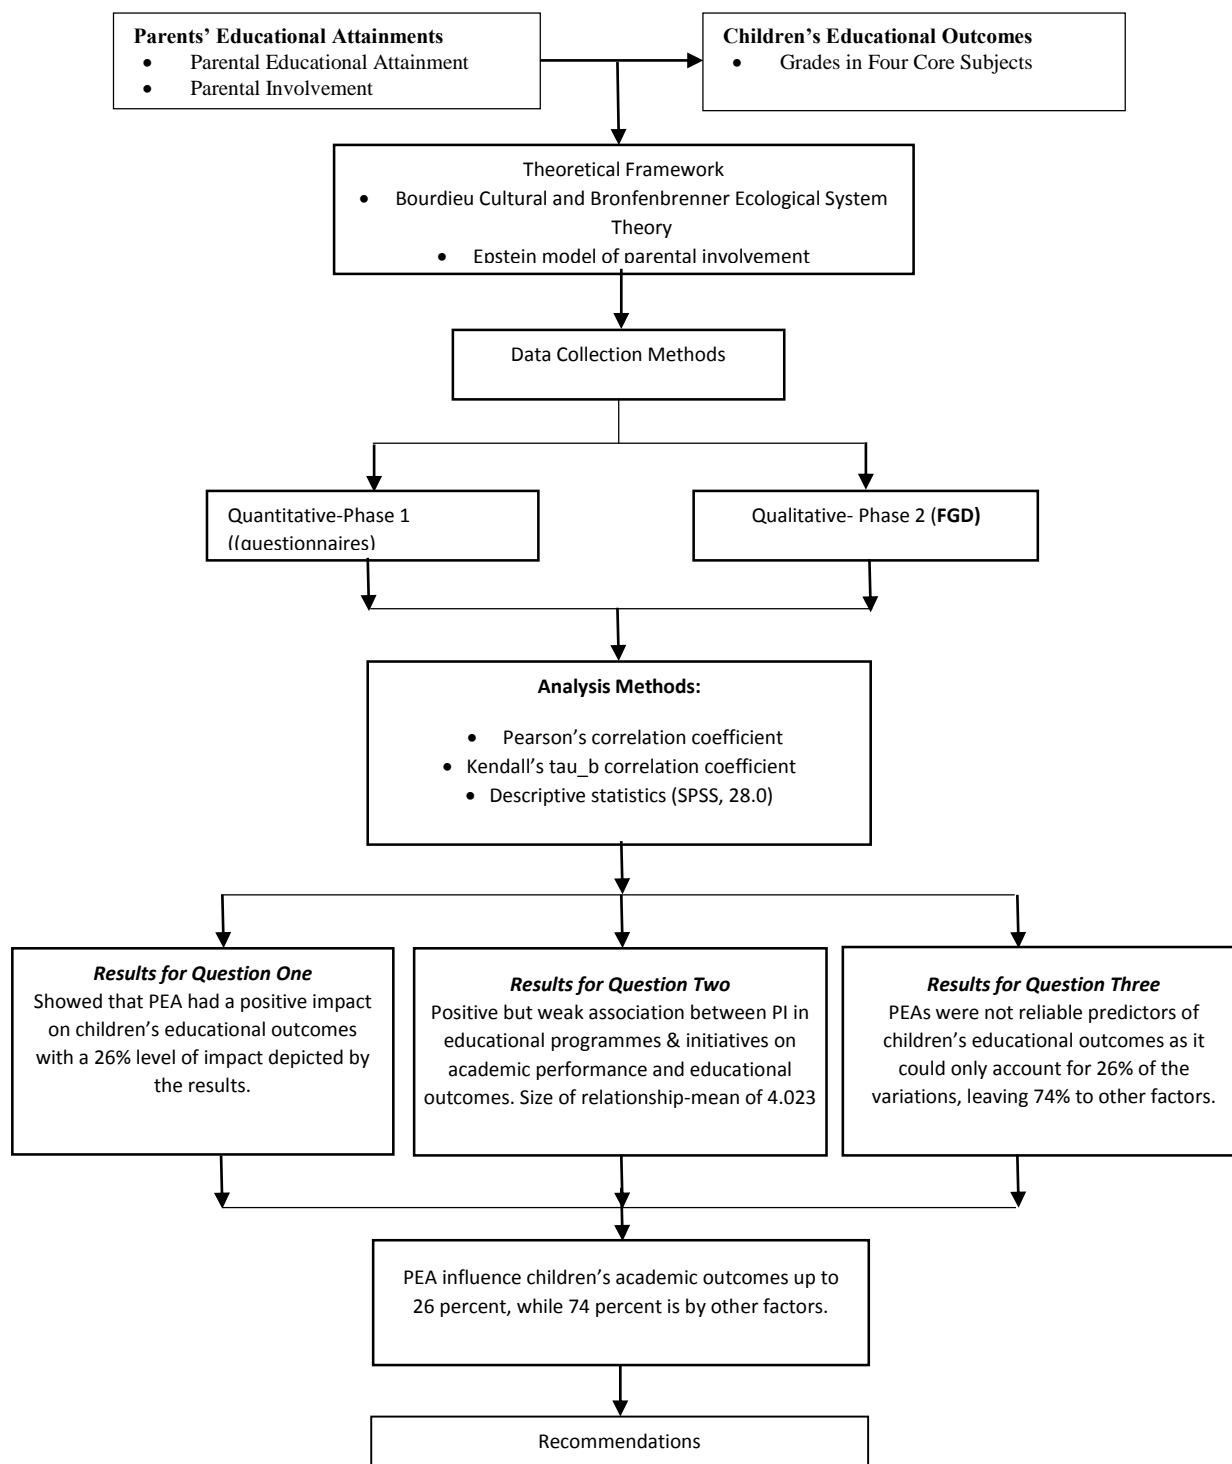 Parents’ Educational Attainments
• Parental Educational Attainment
• Parental Involvement
Children’s Educational Outcomes
• Grades in Four Core Subjects
Theoretical Framework
• Bourdieu Cultural and Bronfenbrenner Ecological System
Theory
• Epstein model of parental involvement
Data Collection Methods
Quantitative-Phase 1
((questionnaires)
Qualitative- Phase 2 (FGD)
Analysis Methods:
• Pearson’s correlation coefficient
• Kendall’s tau_b correlation coefficient
• Descriptive statistics (SPSS, 28.0)
Results for Question One
Showed that PEA had a positive impact
on children’s educational outcomes
with a 26% level of impact depicted by
the results.
Results for Question Two
Positive but weak association between PI in
educational programmes & initiatives on
academic performance and educational
outcomes. Size of relationship-mean of 4.023
Results for Question Three
PEAs were not reliable predictors of
children’s educational outcomes as it
could only account for 26% of the
variations, leaving 74% to other factors.
PEA influence children’s academic outcomes up to
26 percent, while 74 percent is by other factors.
Recommendations